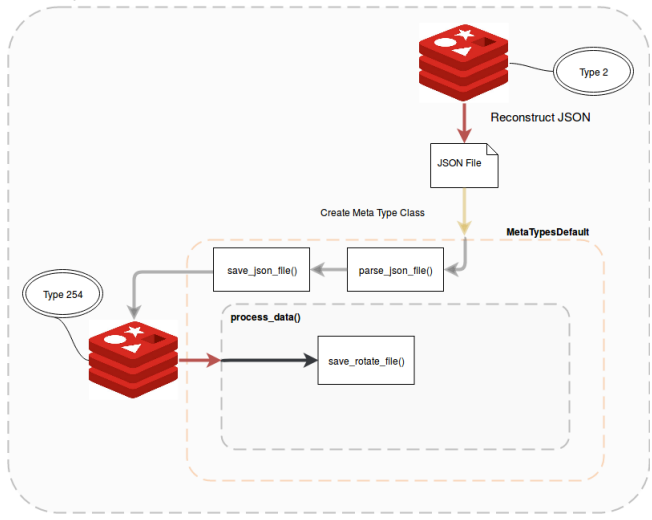 Type 2
Reconstruct JSON
JSON File
Create Meta Type Class
MetaTypesDefault
save_json_file()
parse_json_file()
Type 254
process_data()
save_rotate_file()